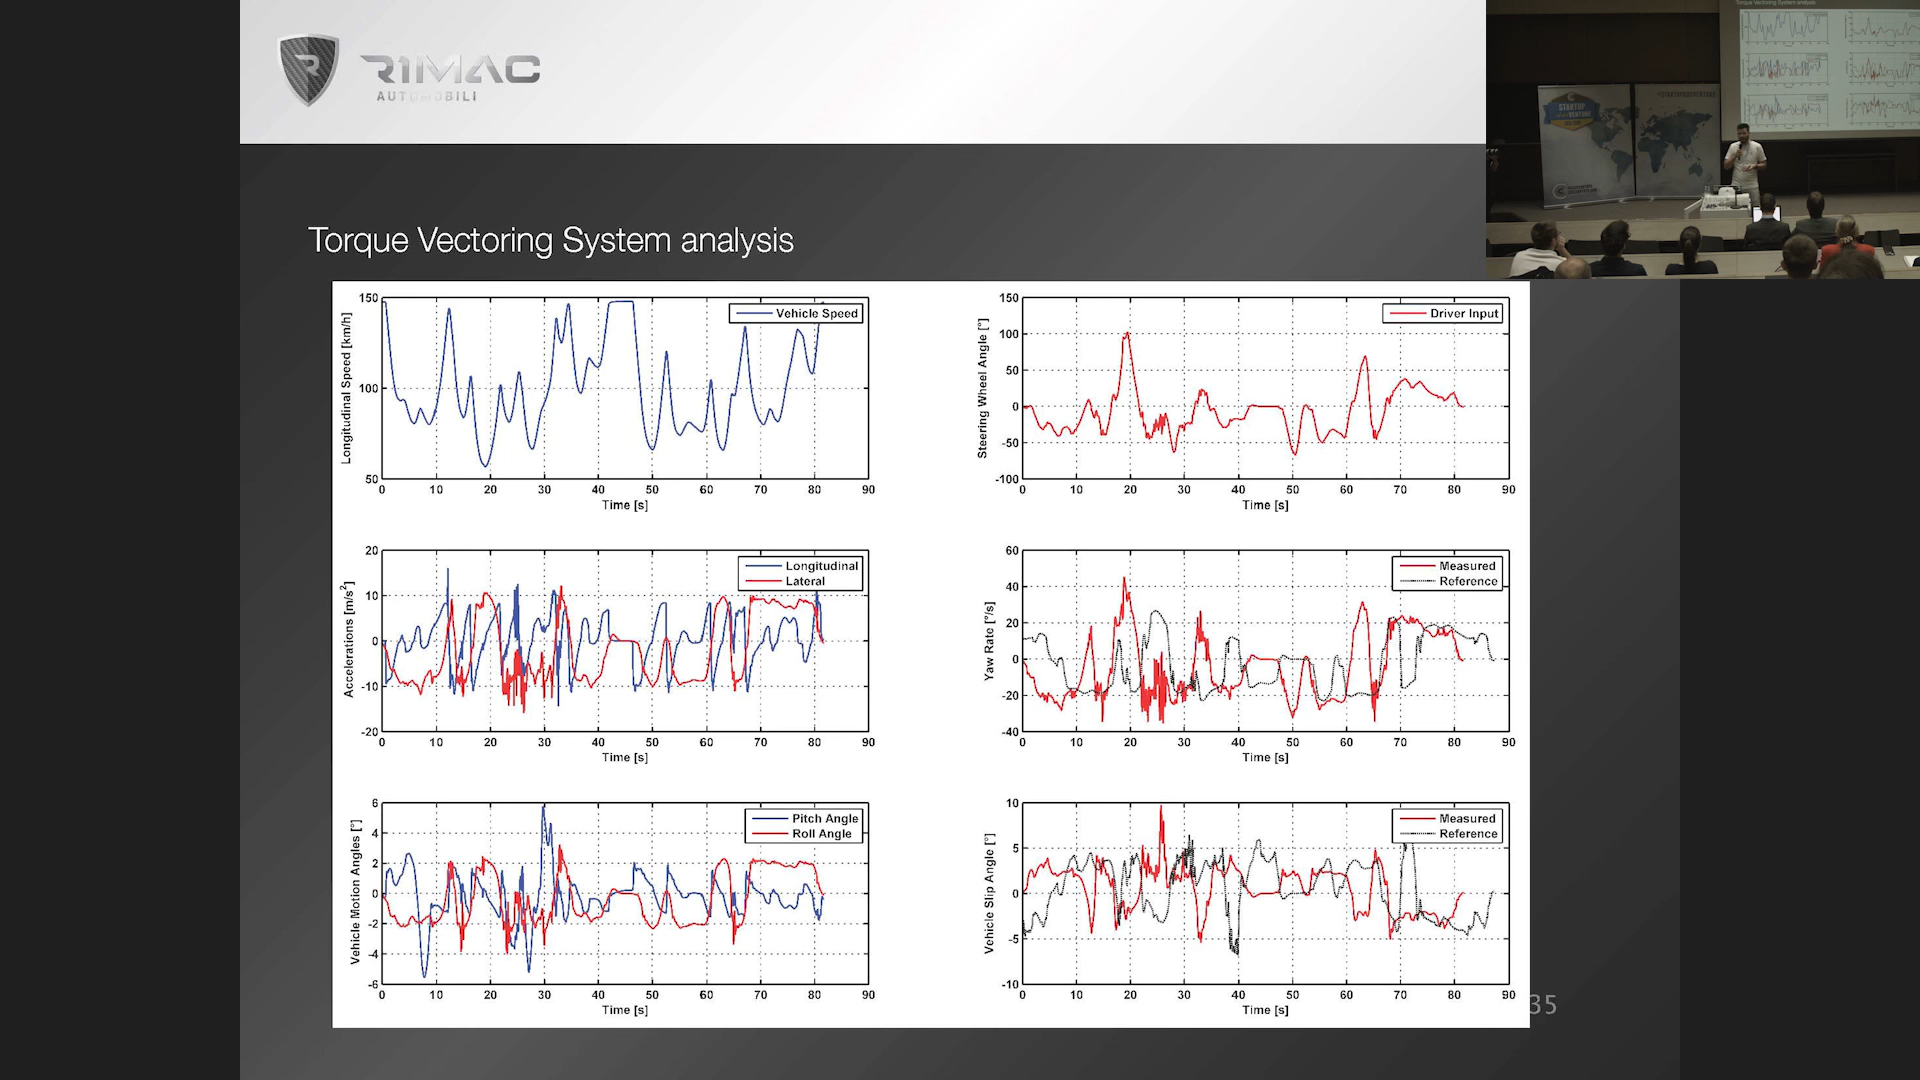 R1MAC
AUTOMOBILI
Torque Vectoring System analysis
Torque Vectoring System analysis
STARTUP
Vehicle Speed
Longitudinal Speed [km/h]
150
100
50
0 10 20 30 40 50 60 70 80 90
Time [s]
Driver Input
Steering Wheel Angle [°]
150
100
50
0
-50
-100
0 10 20 30 40 50 60 70 80 90
Time [s]
Longitudinal
Lateral
Accelerations [m/s²]
20
10
0
-10
-20
0 10 20 30 40 50 60 70 80 90
Time [s]
Measured
Reference
Yaw Rate [°/s]
60
40
20
0
-20
-40
0 10 20 30 40 50 60 70 80 90
Time [s]
Pitch Angle
Roll Angle
Vehicle Motion Angles [°]
6
4
2
0
-2
-4
-6
0 10 20 30 40 50 60 70 80 90
Time [s]
Measured
Reference
Vehicle Slip Angle [°]
10
5
0
-5
-10
0 10 20 30 40 50 60 70 80 90
Time [s]
35